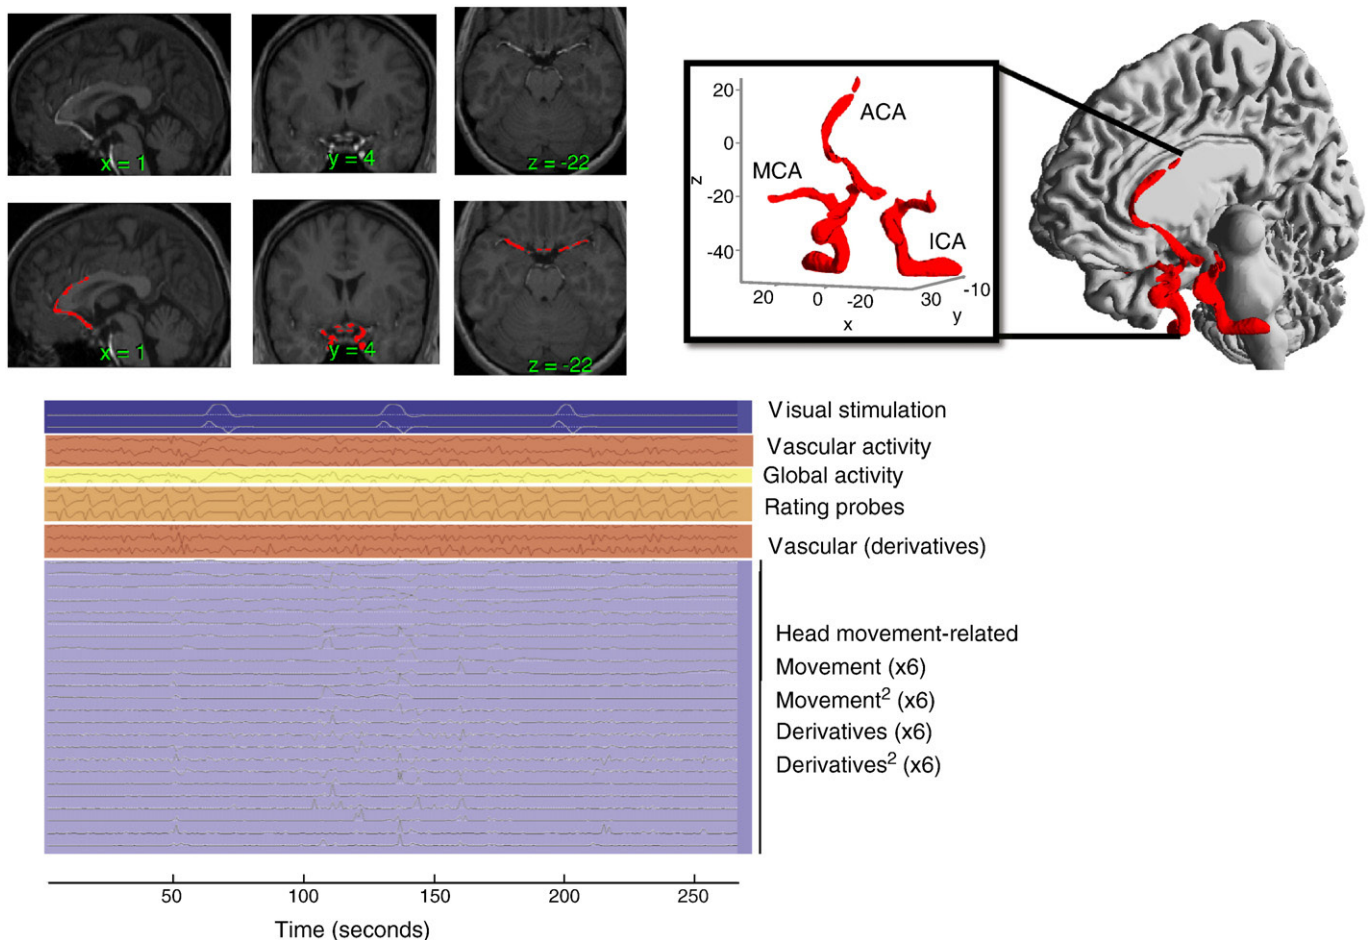 x = 1
y = 4
z = -22
x = 1
y = 4
z = -22
20
0
-20
-40
z
ACA
MCA
ICA
20
0
-20
30
-10
x
y
Visual stimulation
Vascular activity
Global activity
Rating probes
Vascular (derivatives)
Head movement-related
Movement (x6)
Movement² (x6)
Derivatives (x6)
Derivatives² (x6)
50
100
150
200
250
Time (seconds)